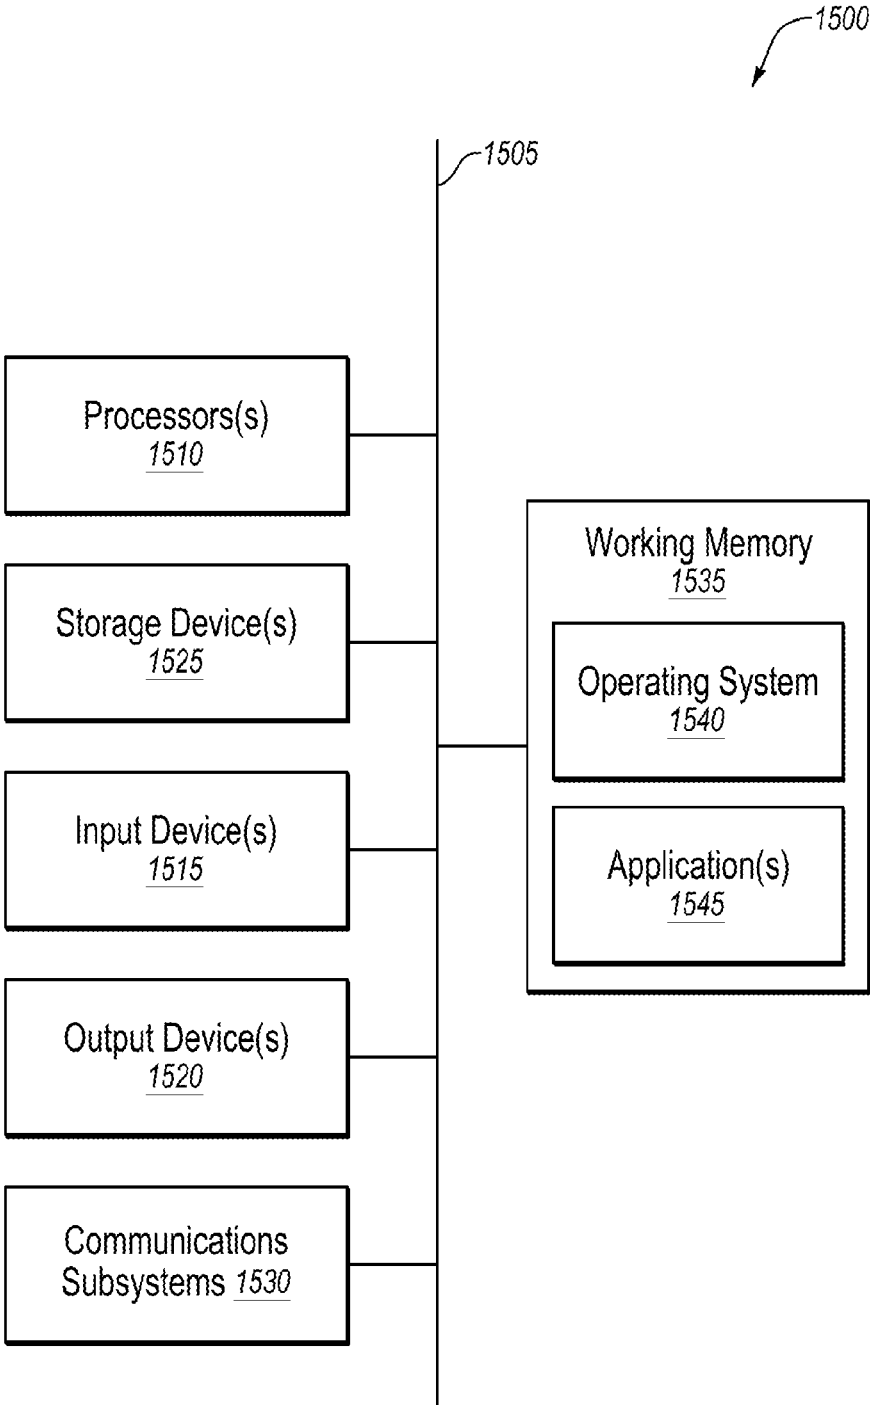 1500
1505
Processors(s)
1510
Storage Device(s)
1525
Input Device(s)
1515
Output Device(s)
1520
Communications
Subsystems 1530
Working Memory
1535
Operating System
1540
Application(s)
1545